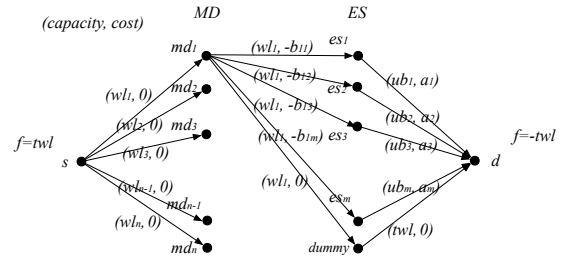 (capacity, cost)
MD
ES
md1
(wl1, -b11)
es1
(wl1, -b12)
(wl1, 0)
md2
es2
(ub1, a1)
(wl1, -b13)
(wl2, 0)
md3
es3
(ub2, a2)
f=twl
(wl3, 0)
(wl1, -b1m)
(ub3, a3)
f=-twl
s
d
(wln-1, 0)
(wl1, 0)
(ubm, am)
mdn-1
esm
(wln, 0)
(twl, 0)
mdn
dummy